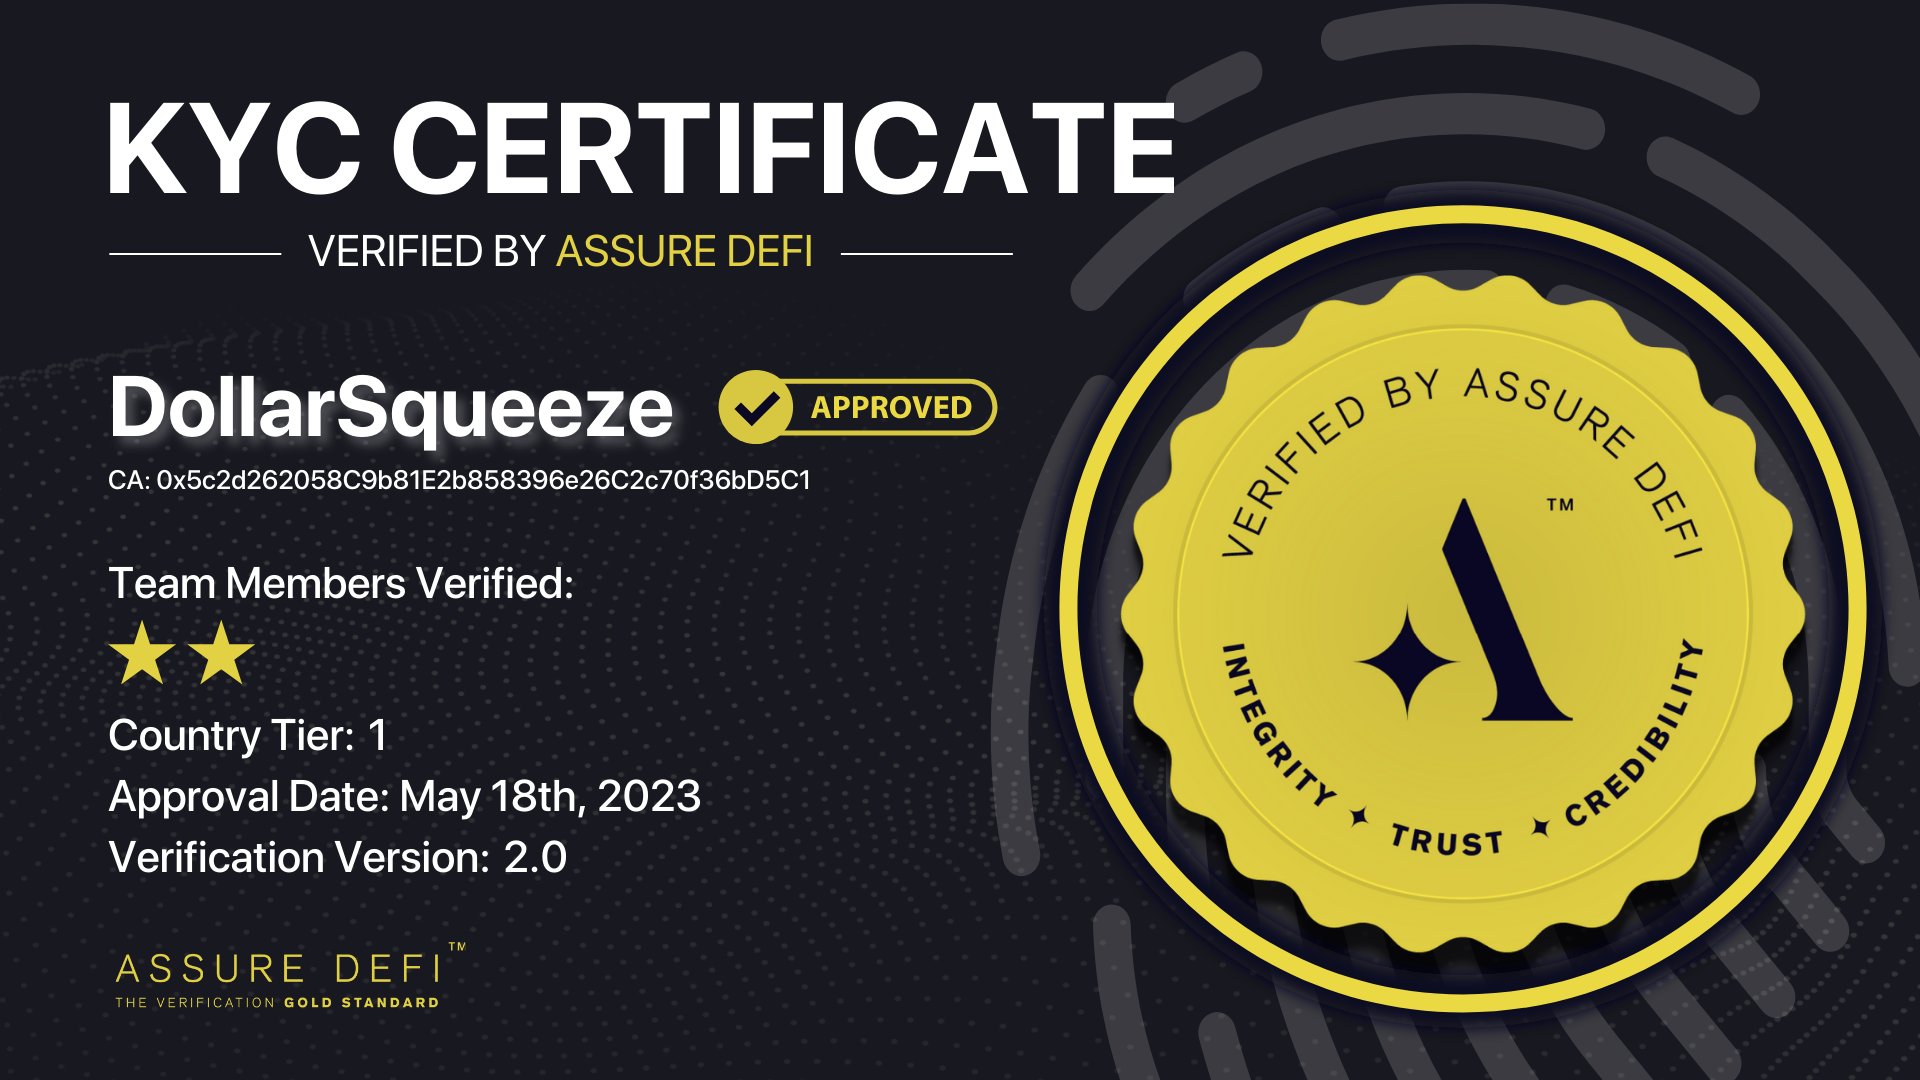 KYC CERTIFICATE
VERIFIED BY ASSURE DEFI
DollarSqueeze
APPROVED
CA: 0x5c2d262058C9b81E2b858396e26C2c70f36bD5C1
Team Members Verified:
Country Tier: 1
Approval Date: May 18th, 2023
Verification Version: 2.0
ASSURE DEFI™
THE VERIFICATION GOLD STANDARD
VERIFIED BY ASSURE DEFI
™
INTEGRITY ✦ TRUST ✦ CREDIBILITY